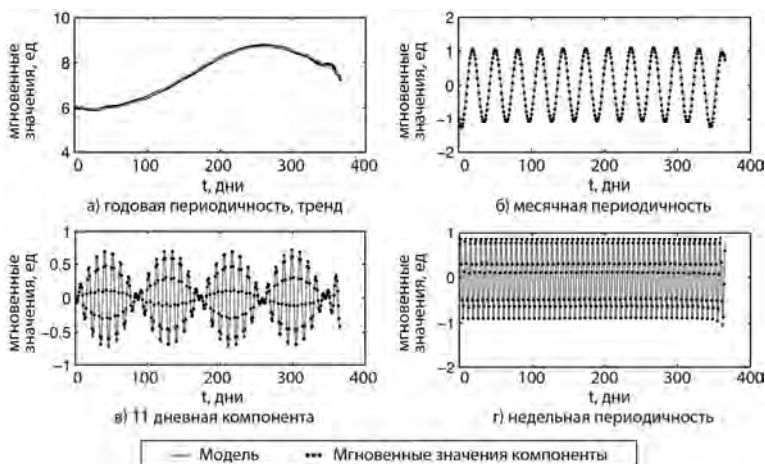 мгновенные
значения, ед
10
8
6
4
0
100
200
300
400
t, дни
а) годовая периодичность, тренд
мгновенные
значения, ед
2
1
0
−1
−2
0
100
200
300
400
t, дни
б) месячная периодичность
мгновенные
значения, ед
1
0.5
0
−0.5
−1
0
100
200
300
400
t, дни
в) 11 дневная компонента
мгновенные
значения, ед
2
1
0
−1
−2
0
100
200
300
400
t, дни
г) недельная периодичность
Модель
Мгновенные значения компоненты